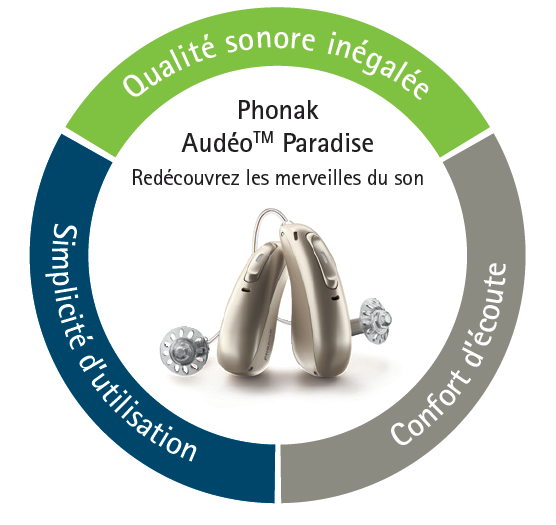 Qualité sonore inégalée
Phonak
Audéo™ Paradise
Redécouvrez les merveilles du son
Simplicité d'utilisation
Confort d'écoute